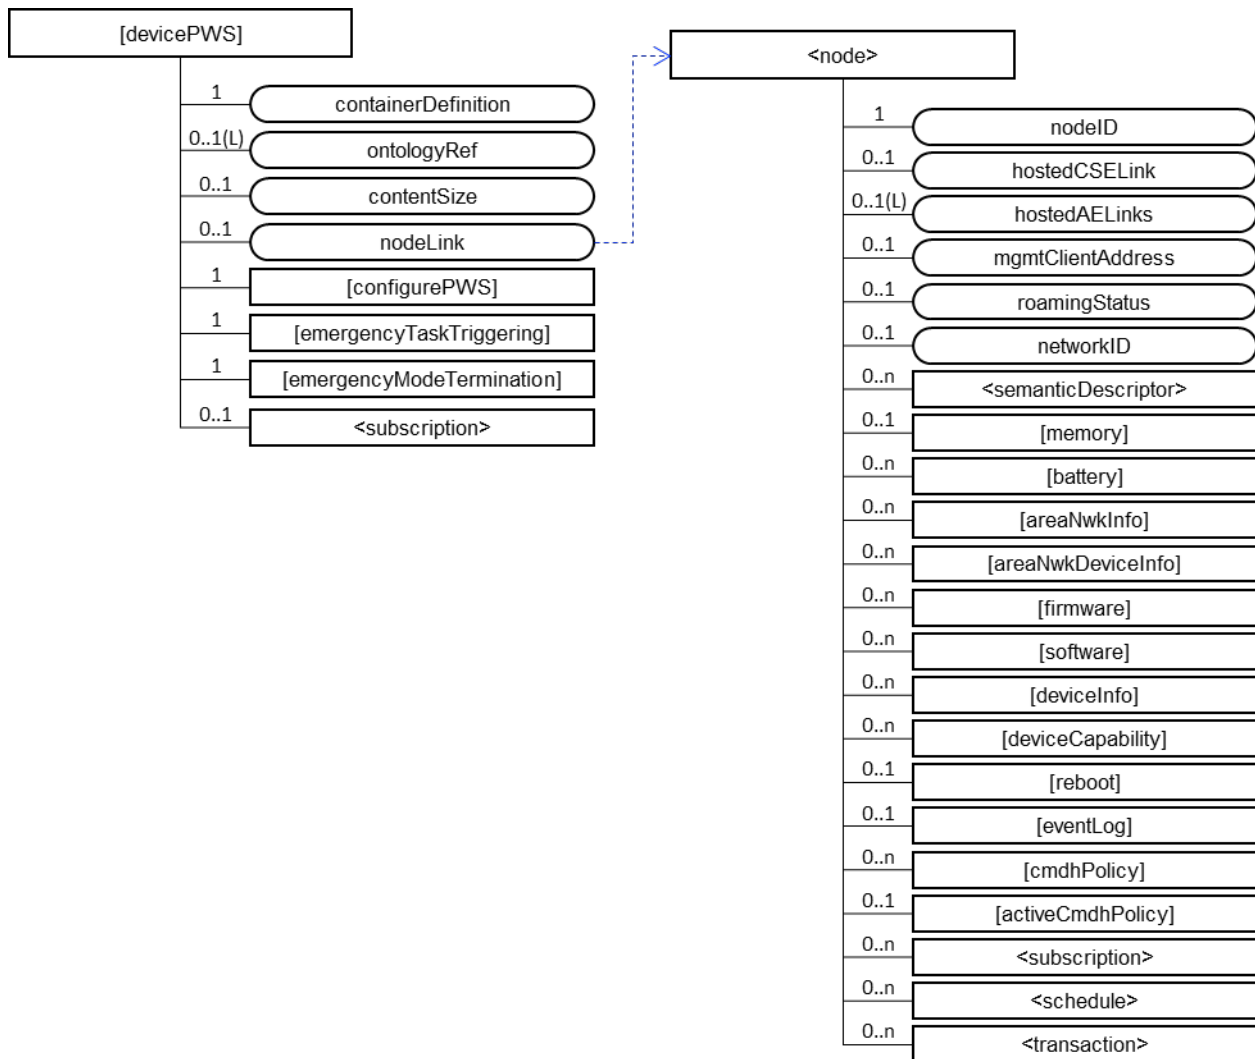 [devicePWS]
1
containerDefinition
0..1(L)
ontologyRef
0..1
contentSize
0..1
nodeLink
1
[configurePWS]
1
[emergencyTaskTriggering]
1
[emergencyModeTermination]
0..1
<subscription>
<node>
1
nodeID
0..1
hostedCSELink
0..1(L)
hostedAELinks
0..1
mgmtClientAddress
0..1
roamingStatus
0..1
networkID
0..n
<semanticDescriptor>
0..1
[memory]
0..n
[battery]
0..n
[areaNwkInfo]
0..n
[areaNwkDeviceInfo]
0..n
[firmware]
0..n
[software]
0..n
[deviceInfo]
0..n
[deviceCapability]
0..1
[reboot]
0..1
[eventLog]
0..n
[cmdhPolicy]
0..1
[activeCmdhPolicy]
0..n
<subscription>
0..n
<schedule>
0..n
<transaction>